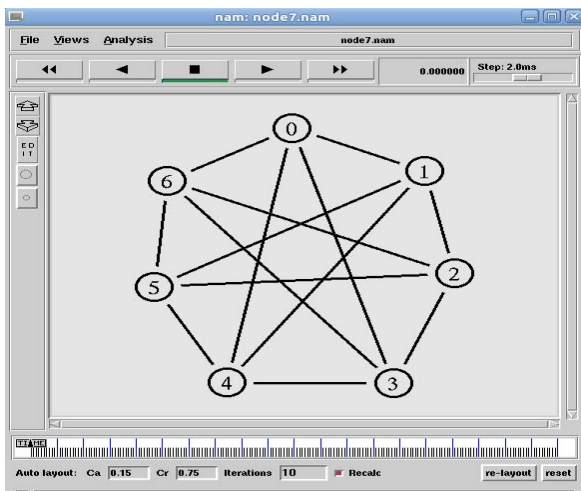 nam: node7.nam
File Views Analysis node7.nam
0.000000 Step: 2.0ms
ED
IT
0
1
6
2
5
4
3
TIME
Auto layout: Ca 0.15 Cr 0.75 Iterations 10 Recalc re-layout reset